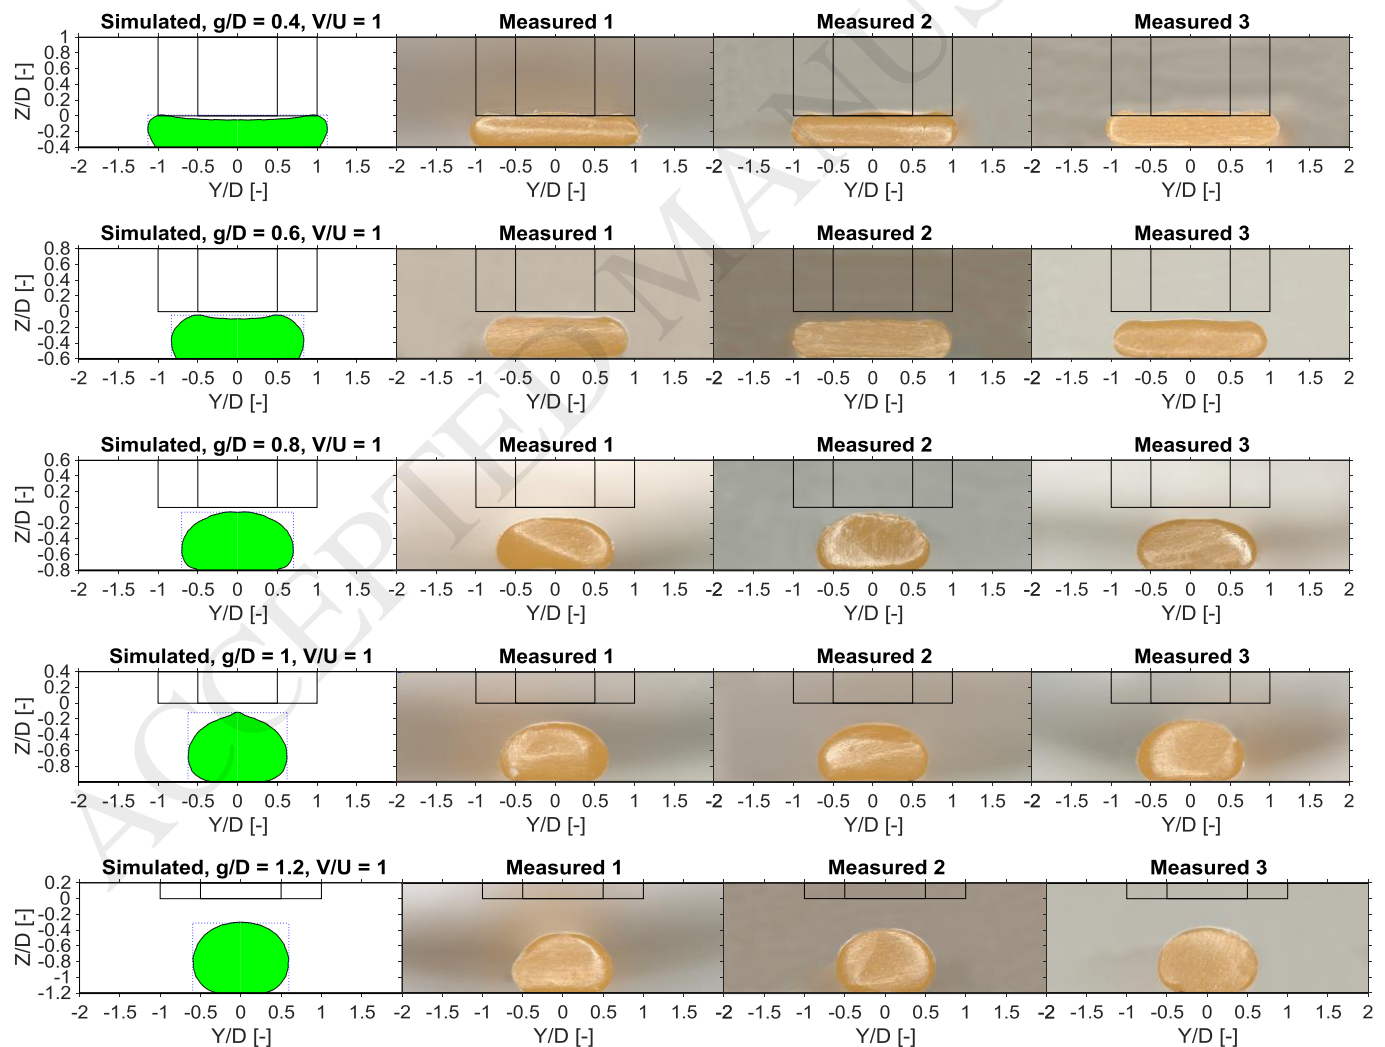 Simulated, g/D = 0.4, V/U = 1 Measured 1 Measured 2 Measured 3
1
0.8
0.6
0.4
0.2
0
-0.2
-0.4
Z/D [-]
-2 -1.5 -1 -0.5 0 0.5 1 1.5 -2 -1.5 -1 -0.5 0 0.5 1 1.5 -2 -1.5 -1 -0.5 0 0.5 1 1.5 -2 -1.5 -1 -0.5 0 0.5 1 1.5 2
Y/D [-] Y/D [-] Y/D [-] Y/D [-]
Simulated, g/D = 0.6, V/U = 1 Measured 1 Measured 2 Measured 3
0.8
0.6
0.4
0.2
0
-0.2
-0.4
-0.6
Z/D [-]
-2 -1.5 -1 -0.5 0 0.5 1 1.5 -2 -1.5 -1 -0.5 0 0.5 1 1.5 -2 -1.5 -1 -0.5 0 0.5 1 1.5 -2 -1.5 -1 -0.5 0 0.5 1 1.5 2
Y/D [-] Y/D [-] Y/D [-] Y/D [-]
Simulated, g/D = 0.8, V/U = 1 Measured 1 Measured 2 Measured 3
0.6
0.4
0.2
0
-0.2
-0.4
-0.6
-0.8
Z/D [-]
-2 -1.5 -1 -0.5 0 0.5 1 1.5 -2 -1.5 -1 -0.5 0 0.5 1 1.5 -2 -1.5 -1 -0.5 0 0.5 1 1.5 -2 -1.5 -1 -0.5 0 0.5 1 1.5 2
Y/D [-] Y/D [-] Y/D [-] Y/D [-]
Simulated, g/D = 1, V/U = 1 Measured 1 Measured 2 Measured 3
0.4
0.2
0
-0.2
-0.4
-0.6
-0.8
Z/D [-]
-2 -1.5 -1 -0.5 0 0.5 1 1.5 -2 -1.5 -1 -0.5 0 0.5 1 1.5 -2 -1.5 -1 -0.5 0 0.5 1 1.5 -2 -1.5 -1 -0.5 0 0.5 1 1.5 2
Y/D [-] Y/D [-] Y/D [-] Y/D [-]
Simulated, g/D = 1.2, V/U = 1 Measured 1 Measured 2 Measured 3
0.2
0
-0.2
-0.4
-0.6
-0.8
-1
-1.2
Z/D [-]
-2 -1.5 -1 -0.5 0 0.5 1 1.5 -2 -1.5 -1 -0.5 0 0.5 1 1.5 -2 -1.5 -1 -0.5 0 0.5 1 1.5 -2 -1.5 -1 -0.5 0 0.5 1 1.5 2
Y/D [-] Y/D [-] Y/D [-] Y/D [-]
ACCEPTED MANUS